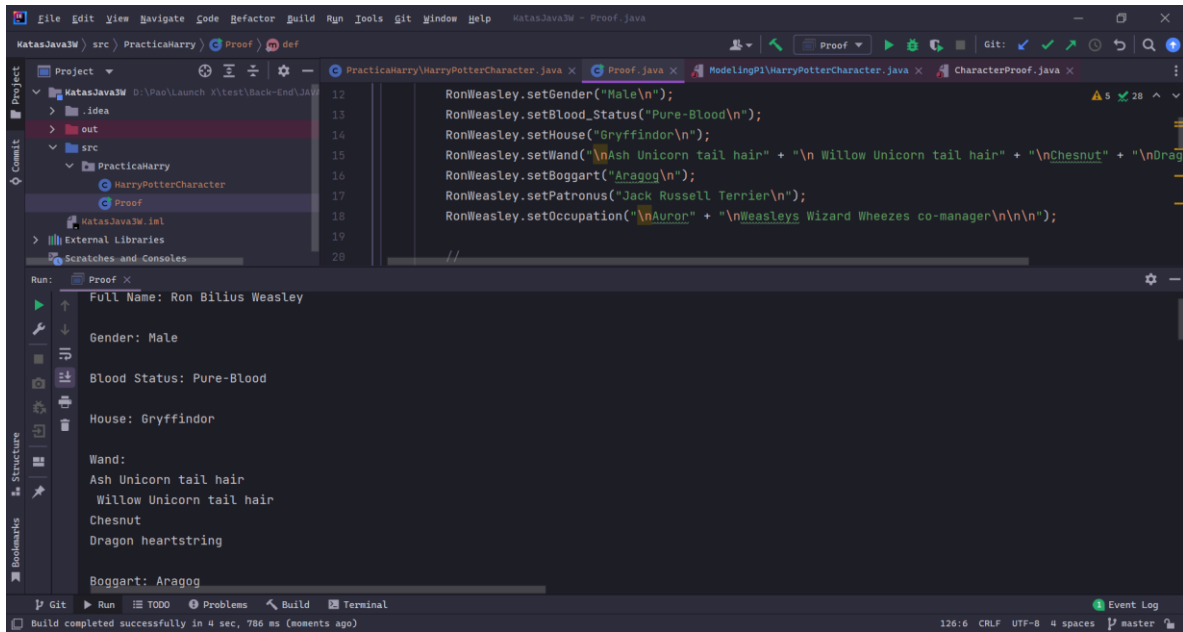 File Edit View Navigate Code Refactor Build Run Tools Git Window Help KatasJava3W - Proof.java
KatasJava3W src PracticaHarry Proof def
Proof Git:
Project
PracticaHarry\HarryPotterCharacter.java Proof.java ModelingP1\HarryPotterCharacter.java CharacterProof.java
KatasJava3W D:\Pao\Launch X\test\Back-End\JAV
.idea
out
src
PracticaHarry
HarryPotterCharacter
Proof
KatasJava3W.iml
External Libraries
Scratches and Consoles
5 28
12 RonWeasley.setGender("Male\n");
13 RonWeasley.setBlood_Status("Pure-Blood\n");
14 RonWeasley.setHouse("Gryffindor\n");
15 RonWeasley.setWand("\nAsh Unicorn tail hair" + "\n Willow Unicorn tail hair" + "\nChesnut" + "\nDrag
16 RonWeasley.setBoggart("Aragog\n");
17 RonWeasley.setPatronus("Jack Russell Terrier\n");
18 RonWeasley.setOccupation("\nAuror" + "\nWeasleys Wizard Wheezes co-manager\n\n\n");
19
20 //
Project
Commit
Structure
Bookmarks
Run: Proof
Full Name: Ron Bilius Weasley
Gender: Male
Blood Status: Pure-Blood
House: Gryffindor
Wand:
Ash Unicorn tail hair
 Willow Unicorn tail hair
Chesnut
Dragon heartstring
Boggart: Aragog
Git Run TODO Problems Build Terminal 1 Event Log
Build completed successfully in 4 sec, 786 ms (moments ago) 126:6 CRLF UTF-8 4 spaces master